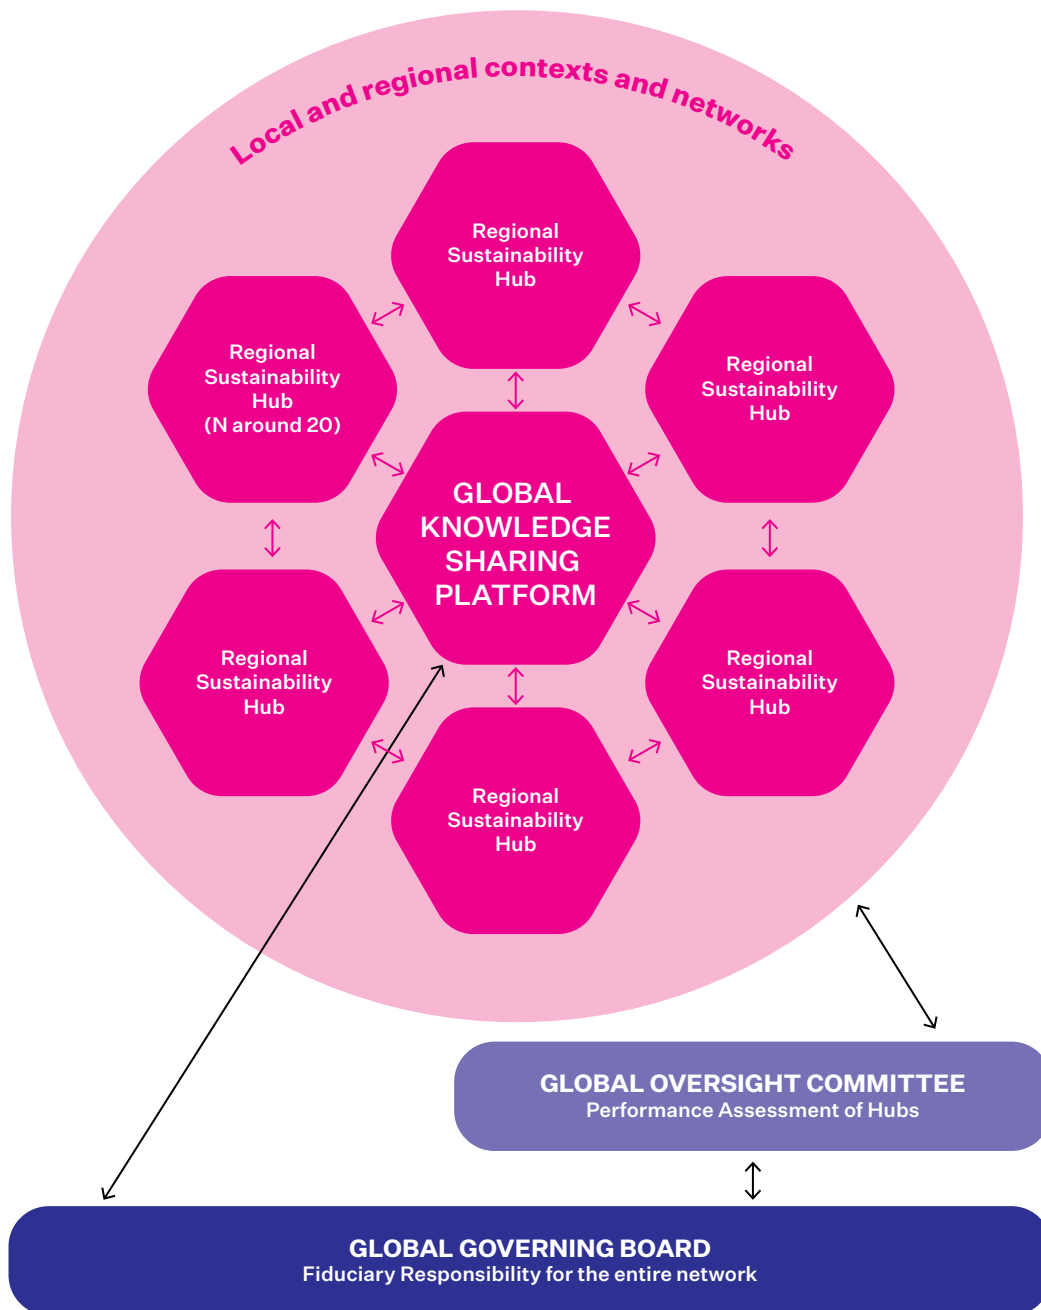 Local and regional contexts and networks
Regional
Sustainability
Hub
Regional
Sustainability
Hub
(N around 20)
Regional
Sustainability
Hub
GLOBAL
KNOWLEDGE
SHARING
PLATFORM
Regional
Sustainability
Hub
Regional
Sustainability
Hub
Regional
Sustainability
Hub
GLOBAL OVERSIGHT COMMITTEE
Performance Assessment of Hubs
GLOBAL GOVERNING BOARD
Fiduciary Responsibility for the entire network